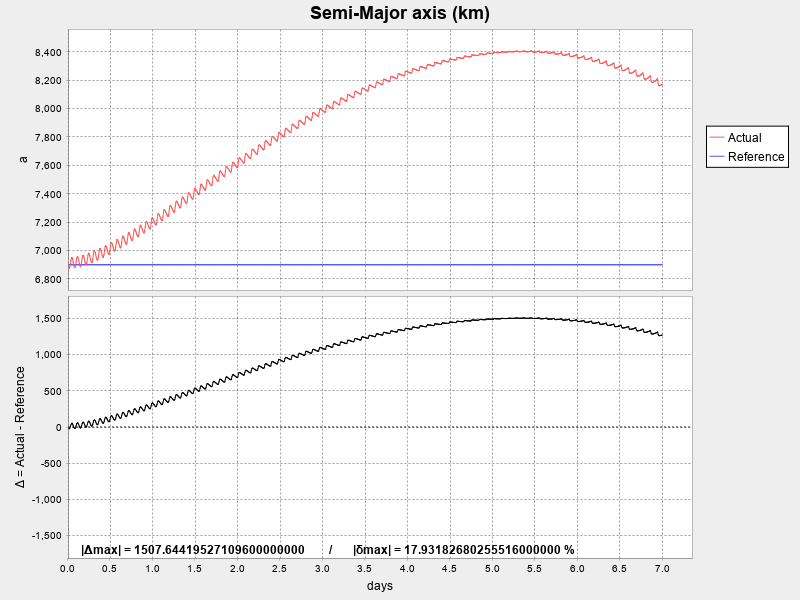 Semi-Major axis (km)
8,400
8,200
8,000
7,800
7,600
7,400
7,200
7,000
6,800
a
Actual
Reference
1,500
1,000
500
0
-500
-1,000
-1,500
Δ = Actual - Reference
|Δmax| = 1507.64419527109600000000 / |δmax| = 17.93182680255516000000 %
0.0 0.5 1.0 1.5 2.0 2.5 3.0 3.5 4.0 4.5 5.0 5.5 6.0 6.5 7.0
days